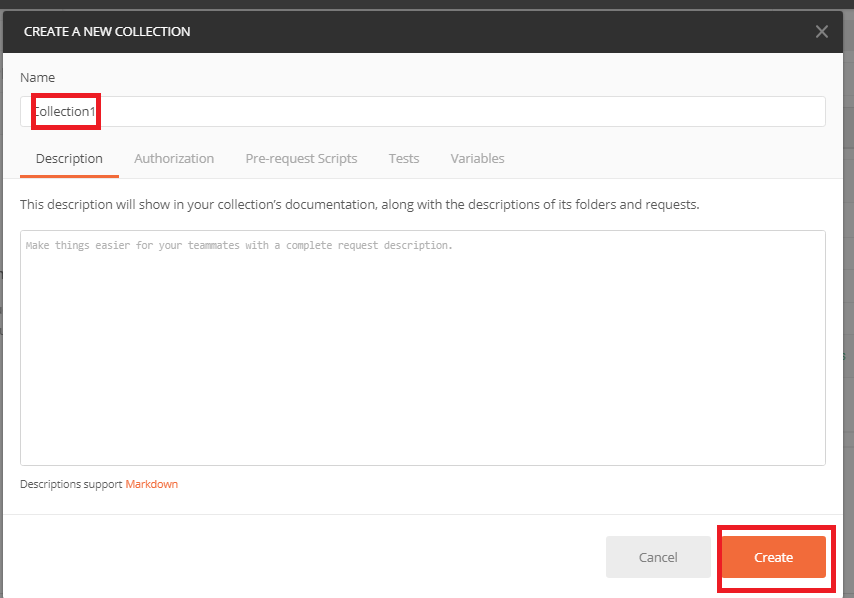 CREATE A NEW COLLECTION
Name
Collection1
Description Authorization Pre-request Scripts Tests Variables
This description will show in your collection's documentation, along with the descriptions of its folders and requests.
Make things easier for your teammates with a complete request description.
Descriptions support Markdown
Cancel Create